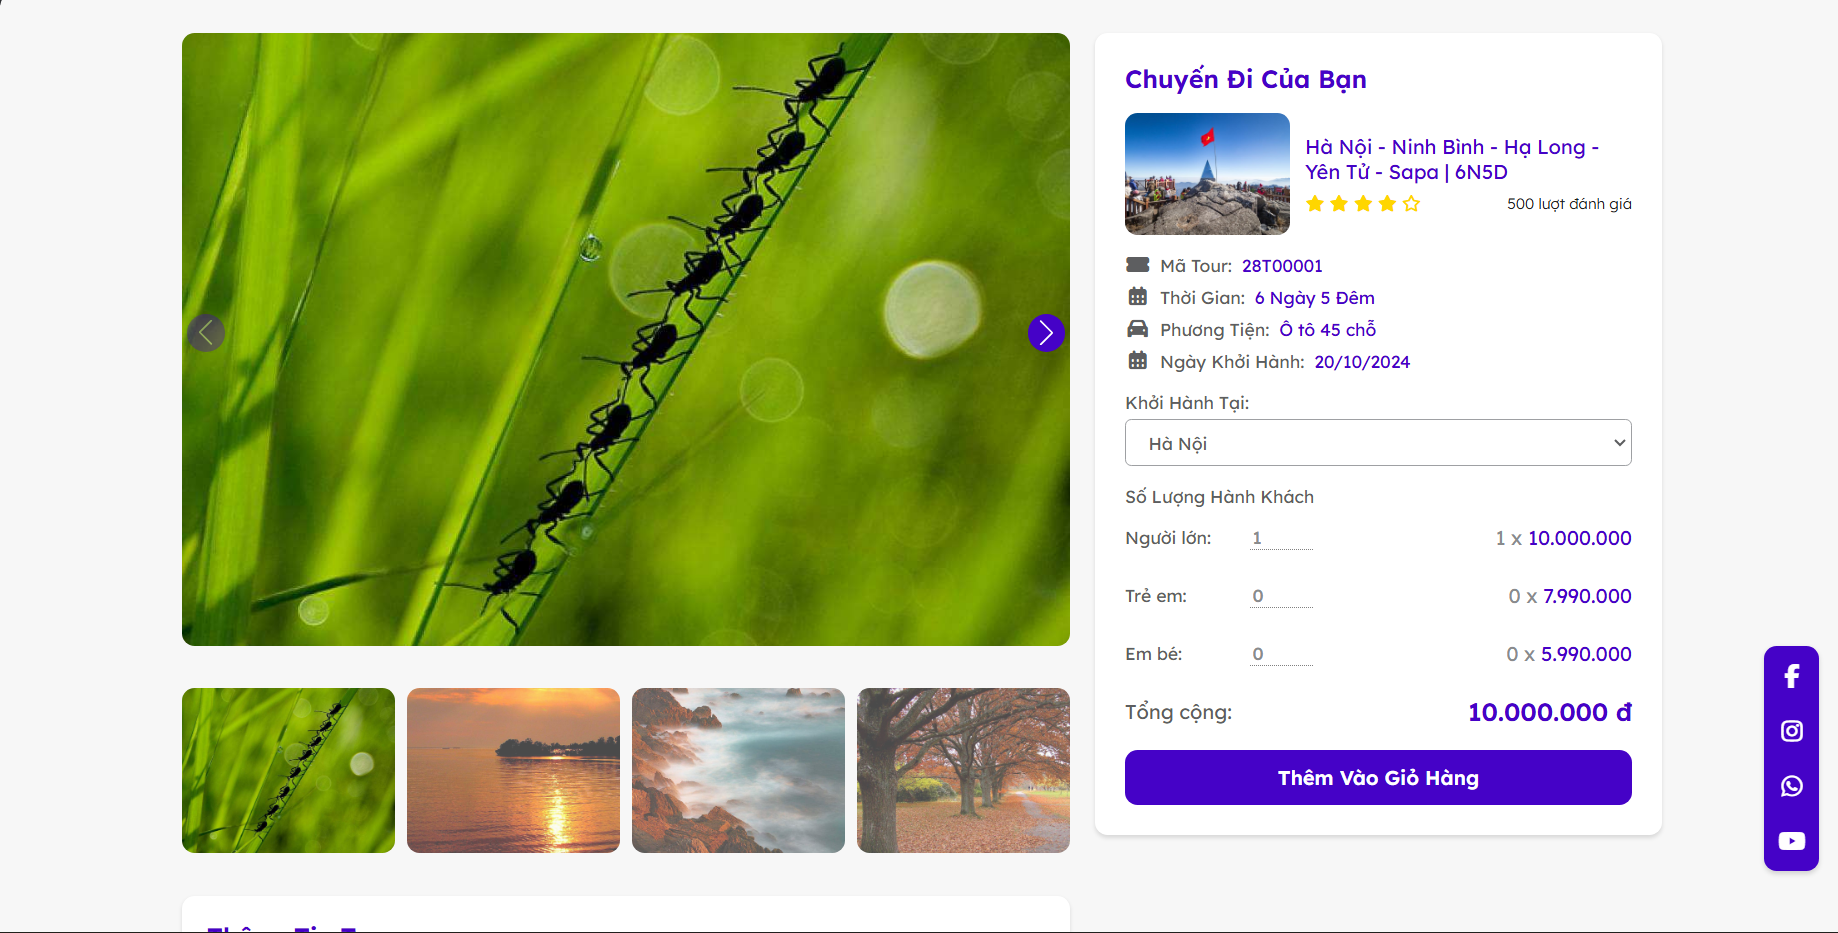 Chuyến Đi Của Bạn
Hà Nội - Ninh Bình - Hạ Long -
Yên Tử - Sapa | 6N5D
500 lượt đánh giá
Mã Tour: 28T00001
Thời Gian: 6 Ngày 5 Đêm
Phương Tiện: Ô tô 45 chỗ
Ngày Khởi Hành: 20/10/2024
Khởi Hành Tại:
Hà Nội
Số Lượng Hành Khách
Người lớn: 1 1 x 10.000.000
Trẻ em: 0 0 x 7.990.000
Em bé: 0 0 x 5.990.000
Tổng cộng: 10.000.000 đ
Thêm Vào Giỏ Hàng